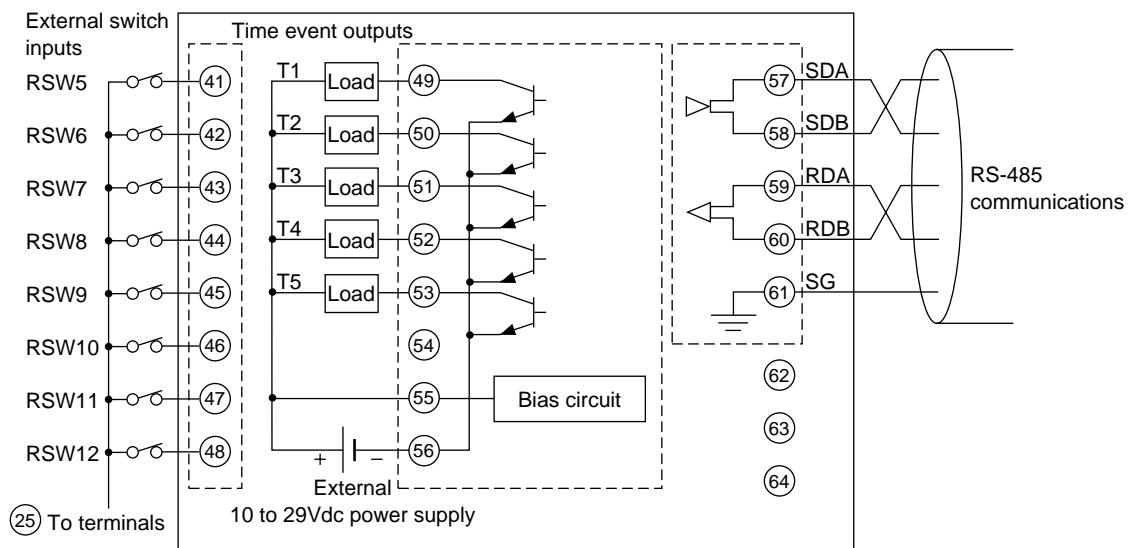 External switch
inputs
Time event outputs
RSW5
41
T1
Load
49
57
SDA
RSW6
42
T2
Load
50
58
SDB
RSW7
43
T3
Load
51
59
RDA
RS-485
communications
RSW8
44
T4
Load
52
60
RDB
RSW9
45
T5
Load
53
61
SG
RSW10
46
54
62
RSW11
47
55
Bias circuit
63
RSW12
48
+
–
56
64
External
10 to 29Vdc power supply
25 To terminals